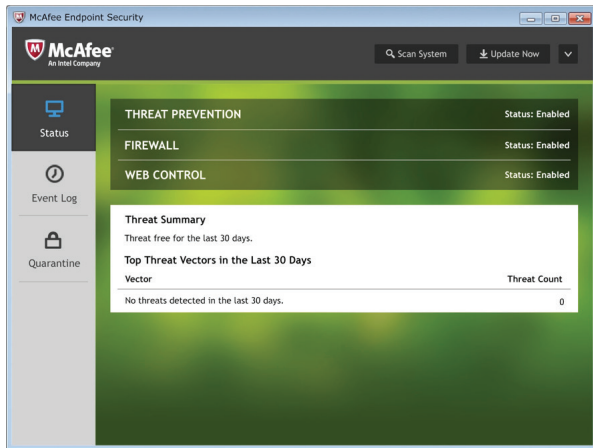 McAfee Endpoint Security
McAfee
An Intel Company
Scan System
Update Now
Status
Event Log
Quarantine
THREAT PREVENTION Status: Enabled
FIREWALL Status: Enabled
WEB CONTROL Status: Enabled
Threat Summary
Threat free for the last 30 days.
Top Threat Vectors in the Last 30 Days
Vector Threat Count
No threats detected in the last 30 days. 0